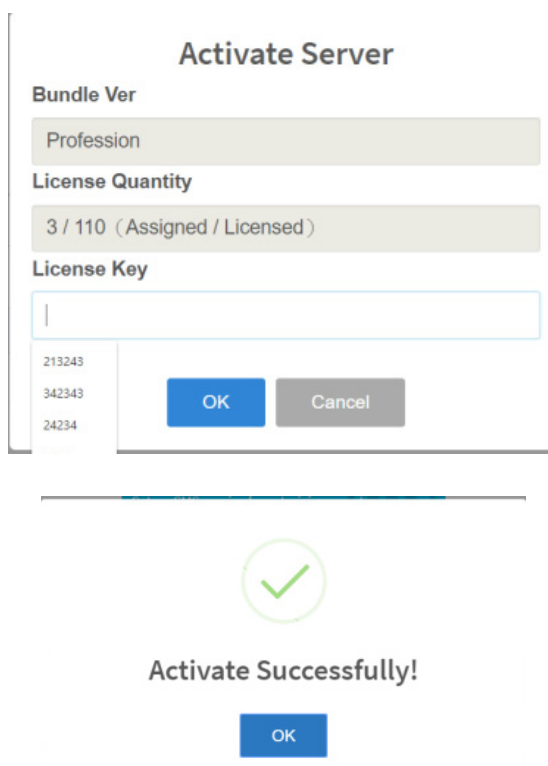 Activate Server
Bundle Ver
Profession
License Quantity
3 / 110（Assigned / Licensed）
License Key
213243
342343
24234
OK Cancel
Activate Successfully!
OK